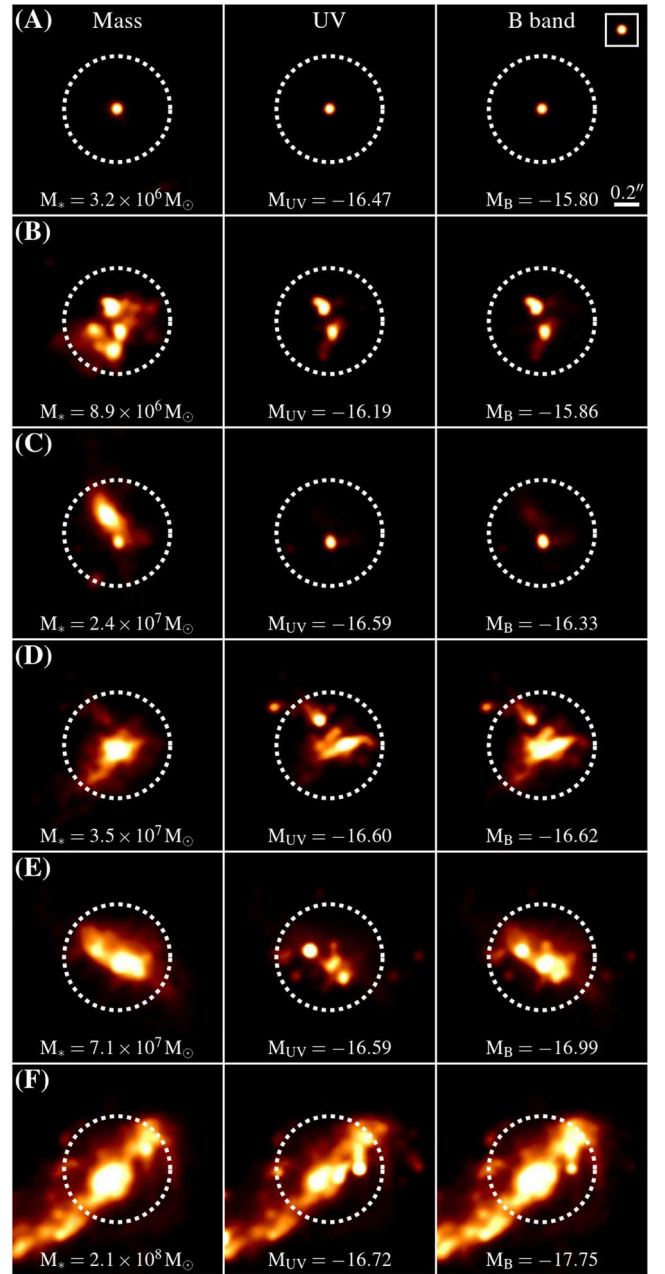 (A) Mass UV B band
M* = 3.2 × 10⁶ M⊙ M_UV = −16.47 M_B = −15.80 0.2″
(B)
M* = 8.9 × 10⁶ M⊙ M_UV = −16.19 M_B = −15.86
(C)
M* = 2.4 × 10⁷ M⊙ M_UV = −16.59 M_B = −16.33
(D)
M* = 3.5 × 10⁷ M⊙ M_UV = −16.60 M_B = −16.62
(E)
M* = 7.1 × 10⁷ M⊙ M_UV = −16.59 M_B = −16.99
(F)
M* = 2.1 × 10⁸ M⊙ M_UV = −16.72 M_B = −17.75